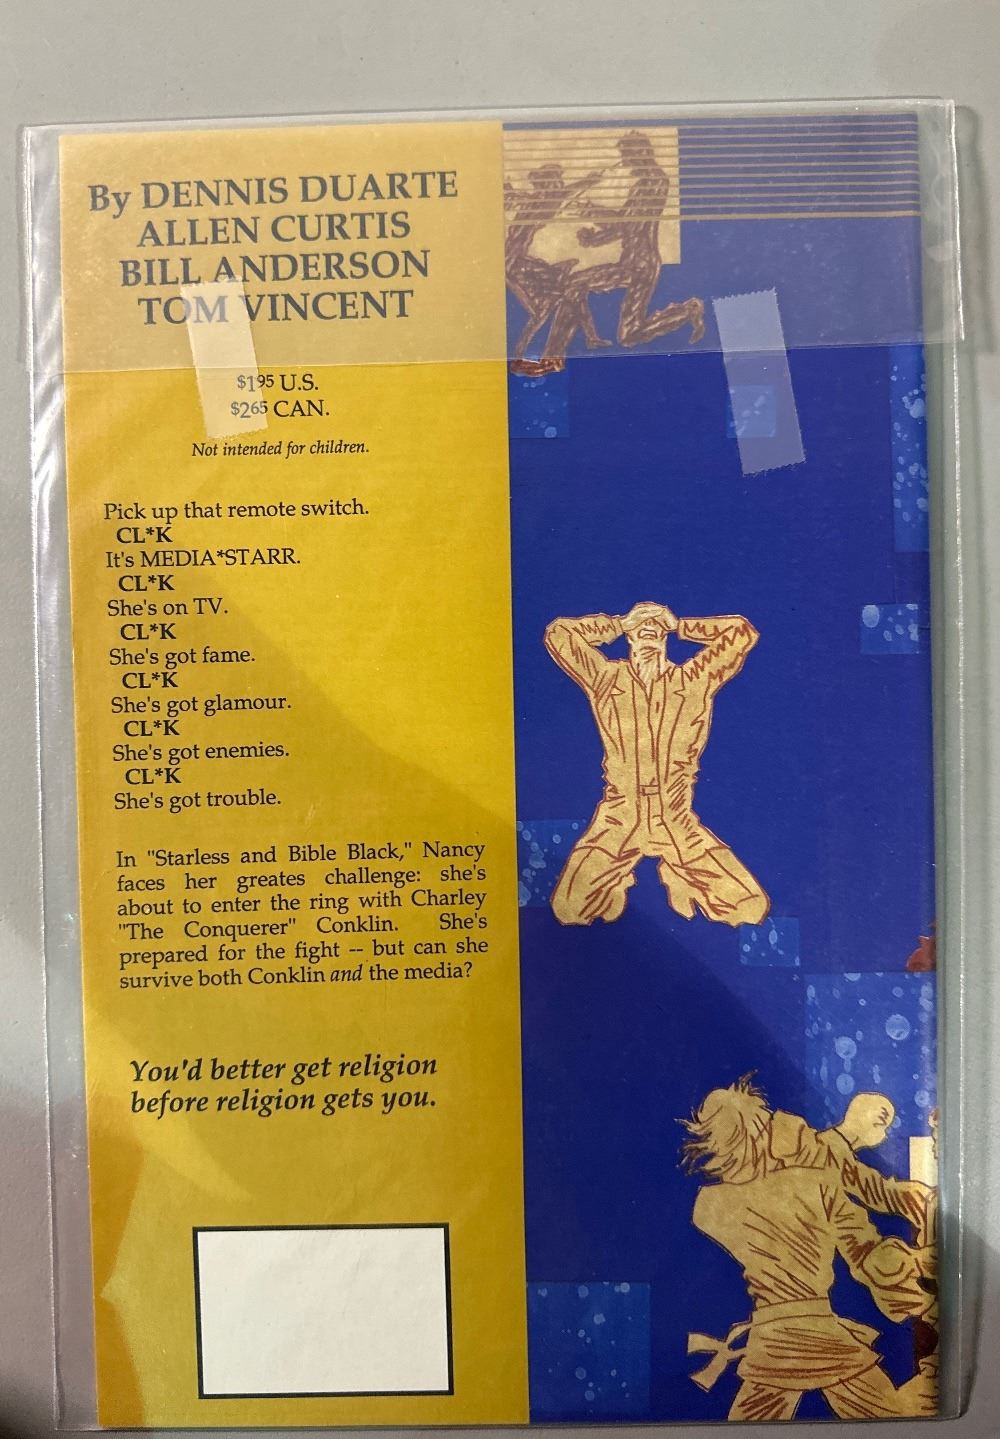 By DENNIS DUARTE
ALLEN CURTIS
BILL ANDERSON
TOM VINCENT
$195 U.S.
$265 CAN.
Not intended for children.
Pick up that remote switch.
CL*K
It's MEDIA*STARR.
CL*K
She's on TV.
CL*K
She's got fame.
CL*K
She's got glamour.
CL*K
She's got enemies.
CL*K
She's got trouble.
In "Starless and Bible Black," Nancy
faces her greates challenge: she's
about to enter the ring with Charley
"The Conquerer" Conklin. She's
prepared for the fight -- but can she
survive both Conklin and the media?
You'd better get religion
before religion gets you.